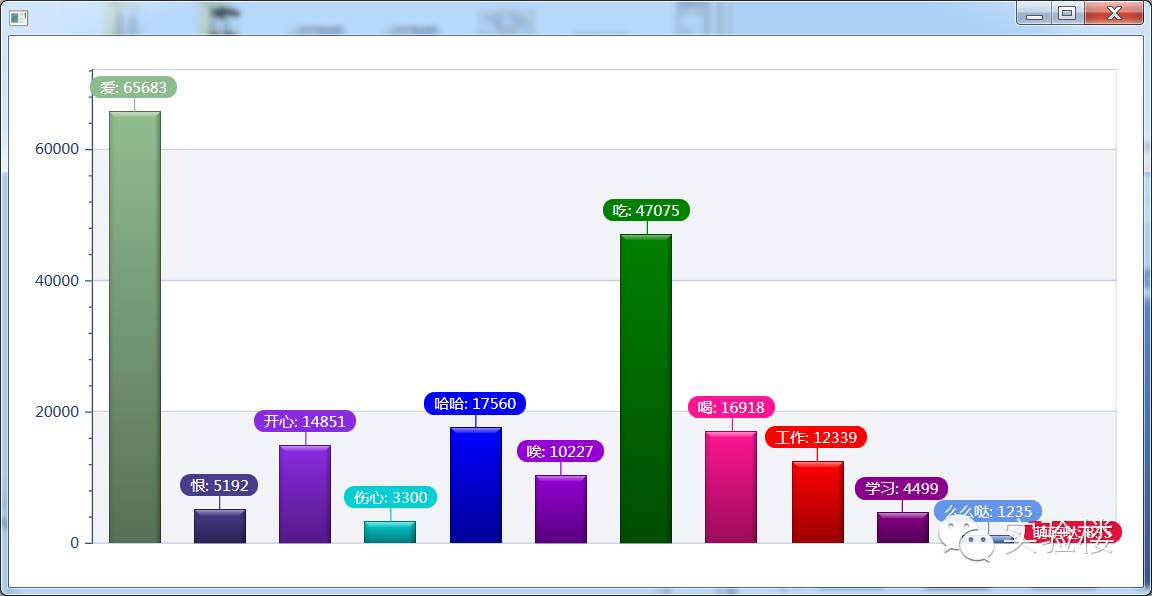 爱: 65683
60000
吃: 47075
40000
哈哈: 17560
喝: 16918
20000
开心: 14851
工作: 12339
唉: 10227
恨: 5192
学习: 4499
伤心: 3300
么么哒: 1235
实验楼
0